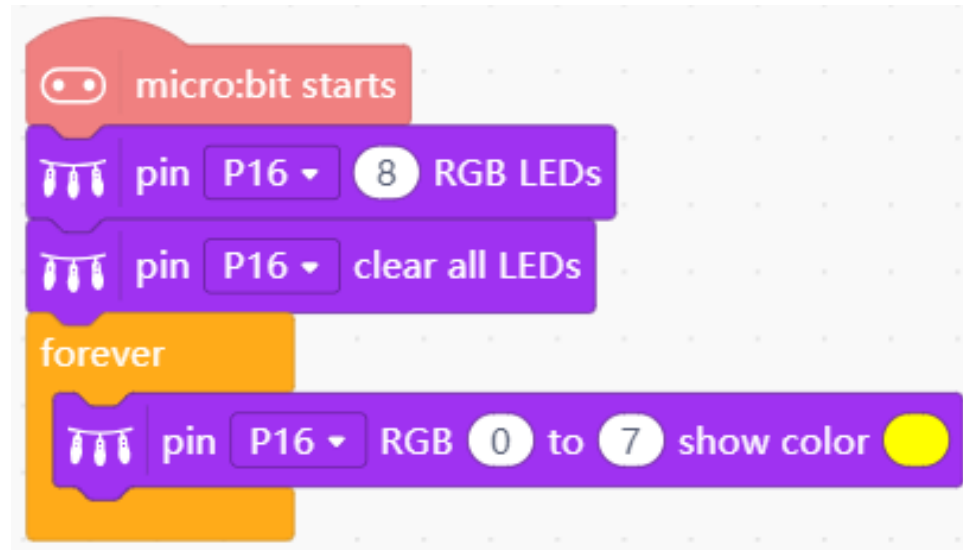 micro:bit starts
pin P16 8 RGB LEDs
pin P16 clear all LEDs
forever
pin P16 RGB 0 to 7 show color